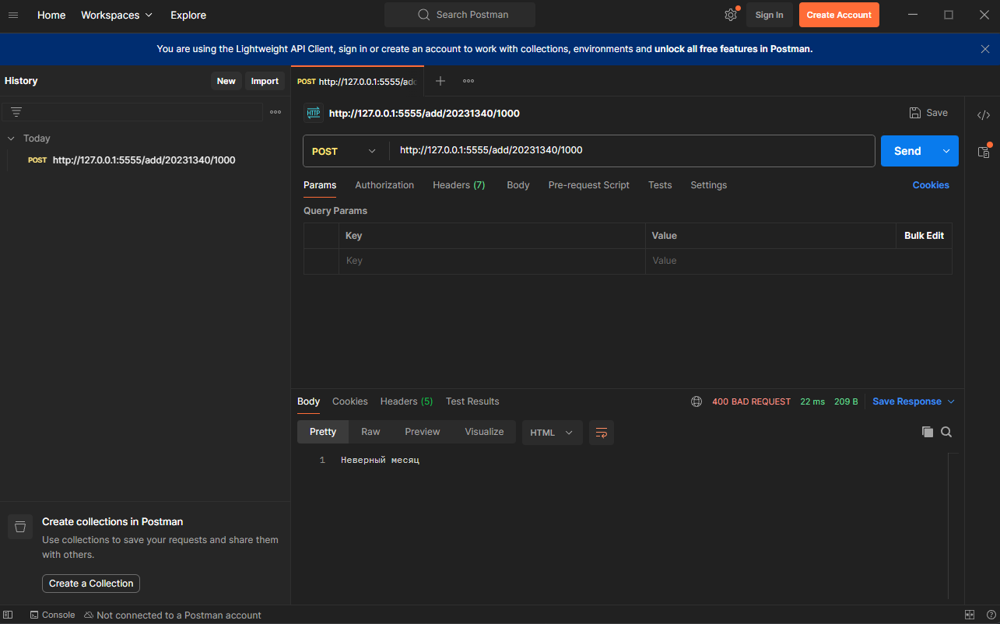 Home Workspaces Explore Search Postman Sign In Create Account
You are using the Lightweight API Client, sign in or create an account to work with collections, environments and unlock all free features in Postman.
History New Import
Today
POST http://127.0.0.1:5555/add/20231340/1000
POST http://127.0.0.1:5555/add
HTTP http://127.0.0.1:5555/add/20231340/1000 Save
POST http://127.0.0.1:5555/add/20231340/1000 Send
Params Authorization Headers (7) Body Pre-request Script Tests Settings Cookies
Query Params
Key Value Bulk Edit
Key Value
Body Cookies Headers (5) Test Results 400 BAD REQUEST 22 ms 209 B Save Response
Pretty Raw Preview Visualize HTML
1 Неверный месяц
Create collections in Postman
Use collections to save your requests and share them
with others.
Create a Collection
Console Not connected to a Postman account